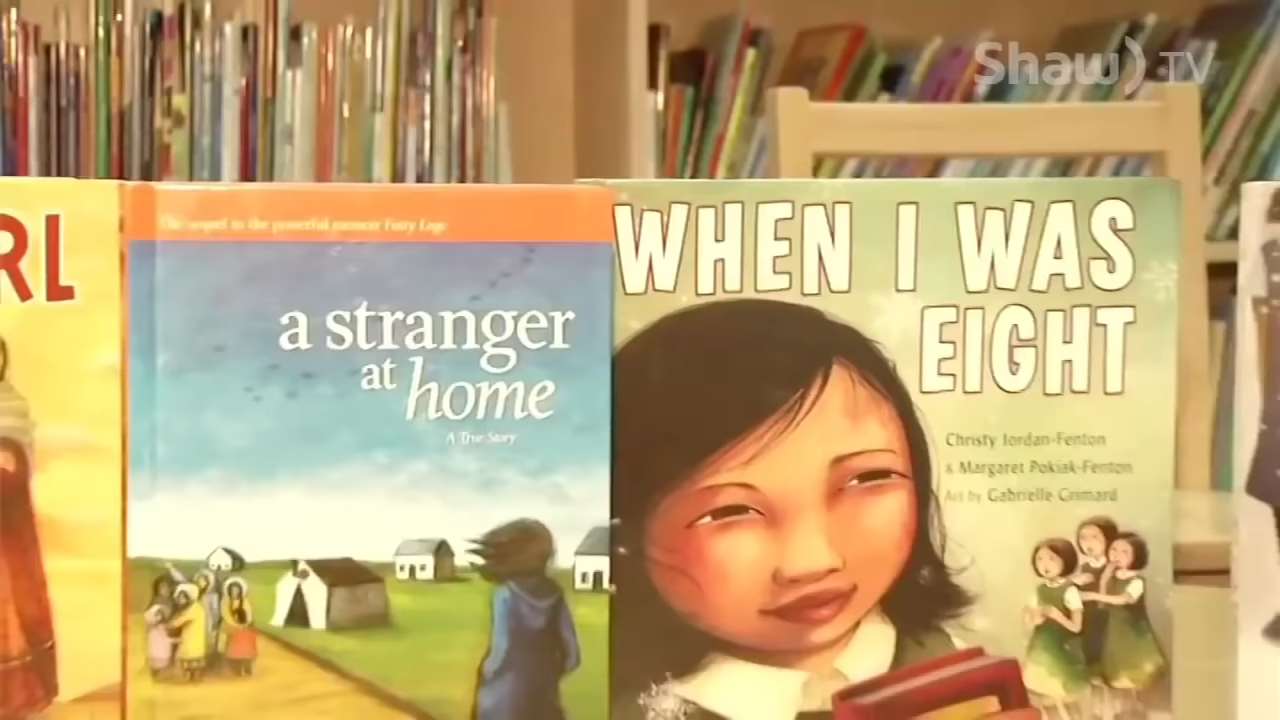 Shaw) TV
RL
The sequel to the powerful memoir Fatty Legs
a stranger
at home
A True Story
WHEN I WAS
EIGHT
Christy Jordan-Fenton
& Margaret Pokiak-Fenton
Art by Gabrielle Grimard